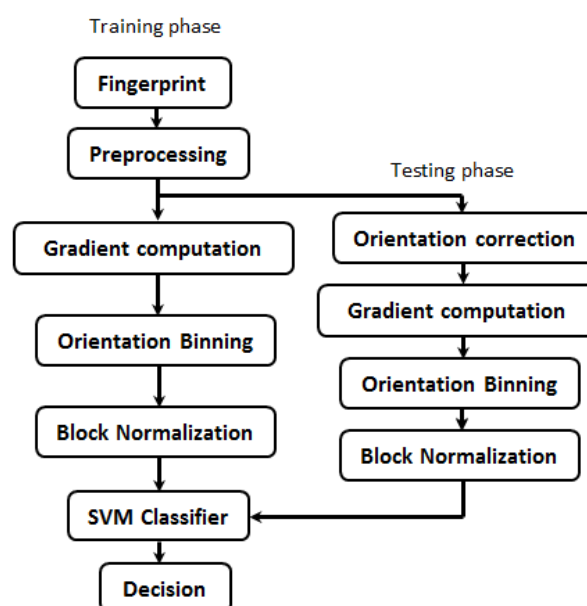 Training phase
Fingerprint
Preprocessing
Testing phase
Gradient computation
Orientation correction
Gradient computation
Orientation Binning
Orientation Binning
Block Normalization
Block Normalization
SVM Classifier
Decision